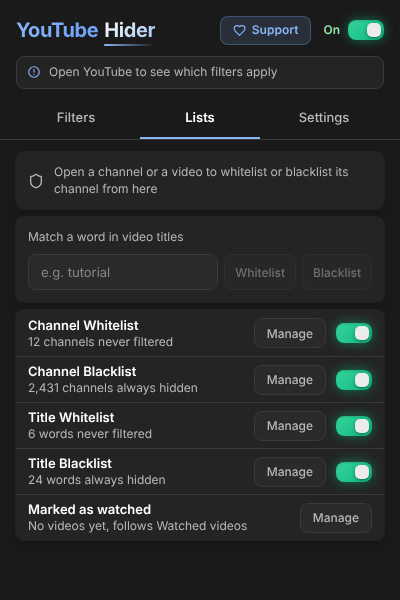 YouTube Hider
Support
On
Open YouTube to see which filters apply
Filters
Lists
Settings
Open a channel or a video to whitelist or blacklist its
channel from here
Match a word in video titles
e.g. tutorial
Whitelist
Blacklist
Channel Whitelist
12 channels never filtered
Manage
Channel Blacklist
2,431 channels always hidden
Manage
Title Whitelist
6 words never filtered
Manage
Title Blacklist
24 words always hidden
Manage
Marked as watched
No videos yet, follows Watched videos
Manage